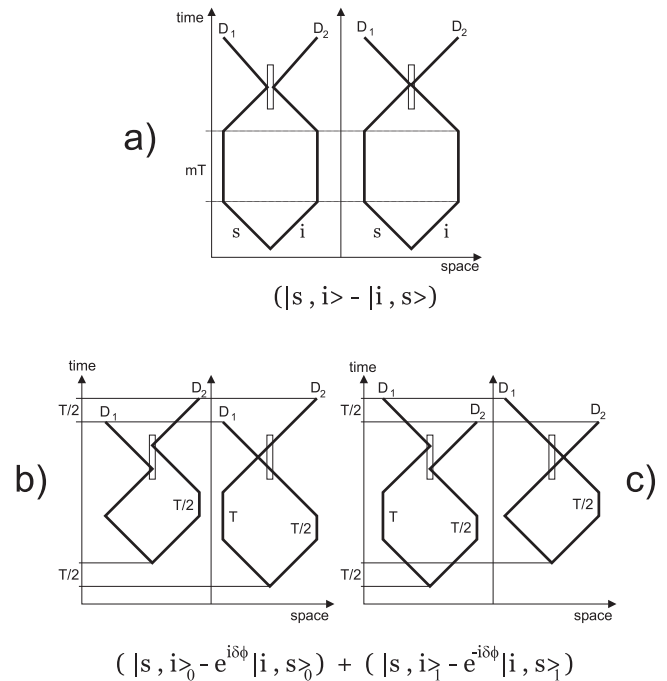 time
D1 D2 D1 D2
a)
mT
s i s i
space
(|s , i> - |i , s>)
time time
D2 D2 D1
T/2 D1 D1 T/2 D2 D2
b) c)
T/2 T T/2 T T/2 T/2
T/2 T/2
space space
( |s , i>0 - e^iδϕ |i , s>0 ) + ( |s , i>1 - e^-iδϕ |i , s>1 )